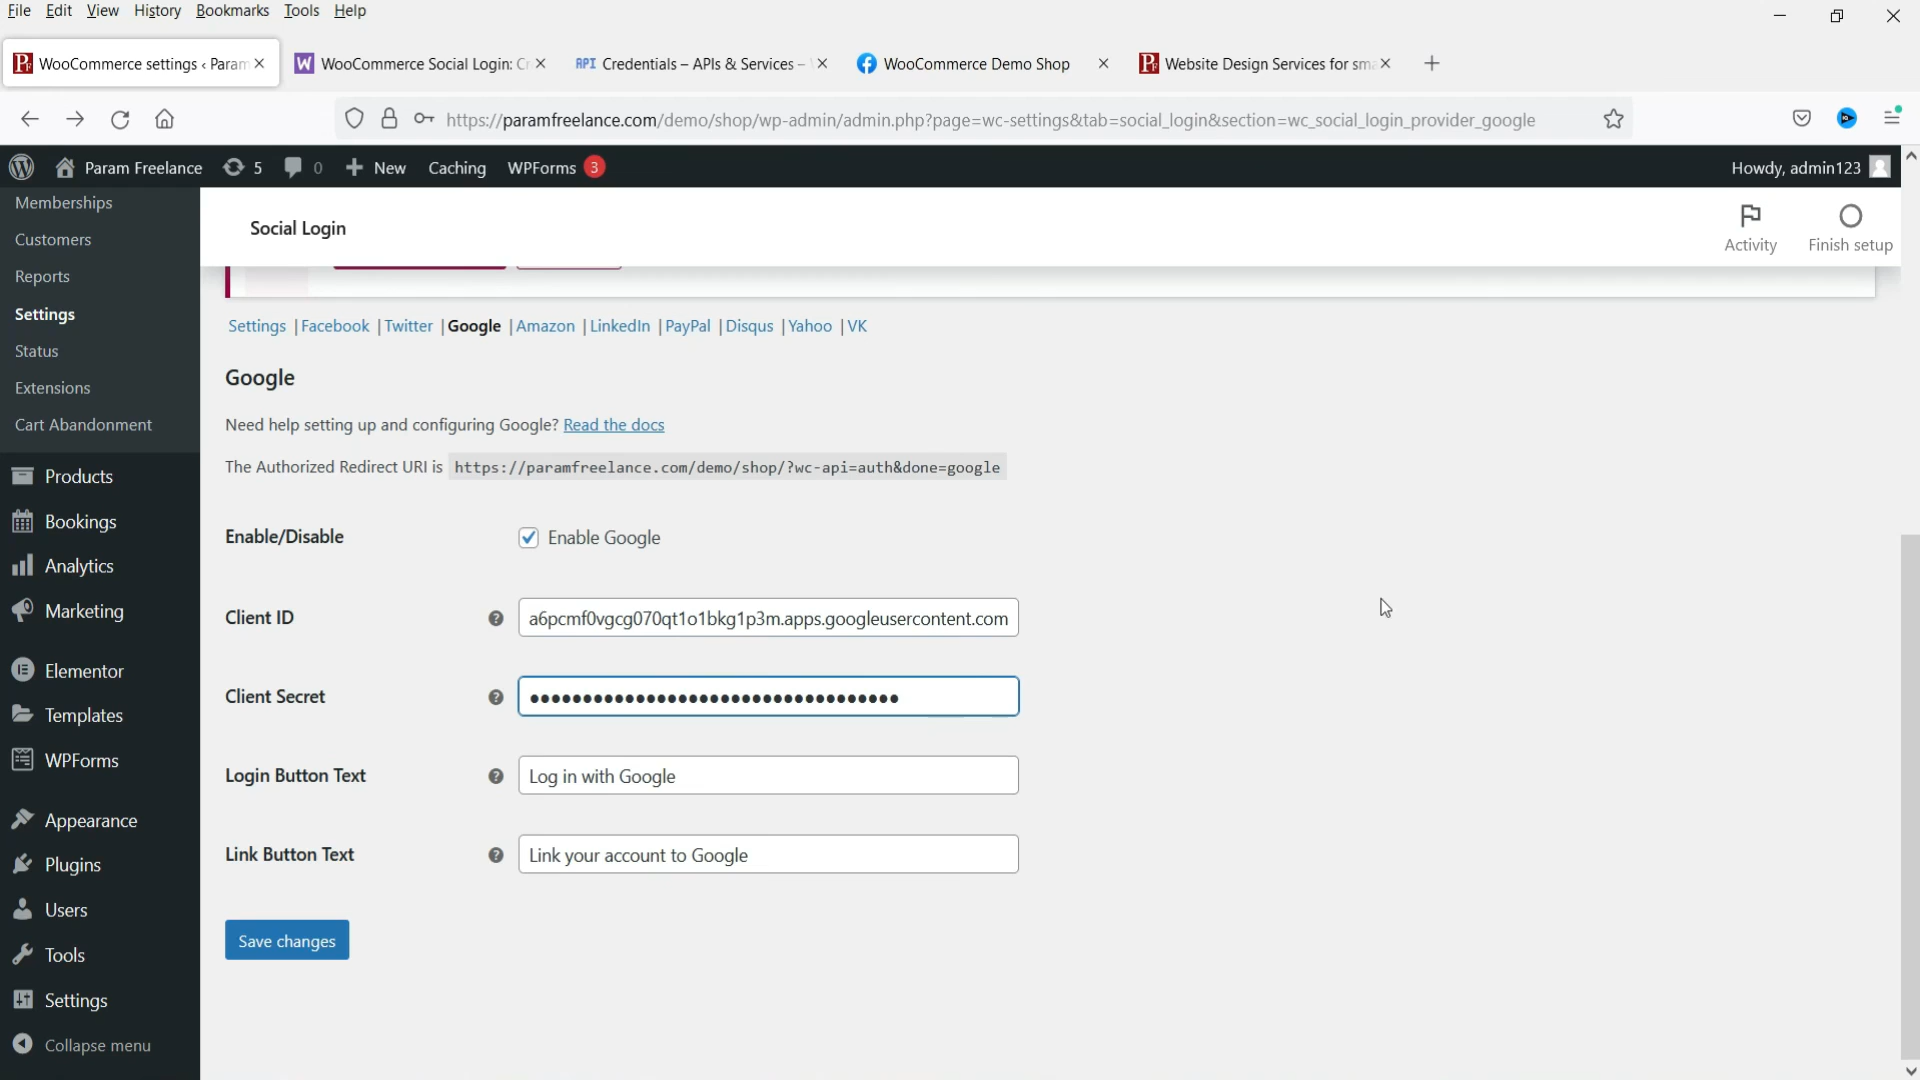 File Edit View History Bookmarks Tools Help
WooCommerce settings ‹ Param
WooCommerce Social Login: Cr
API Credentials – APIs & Services –
WooCommerce Demo Shop
Website Design Services for sma
https://paramfreelance.com/demo/shop/wp-admin/admin.php?page=wc-settings&tab=social_login&section=wc_social_login_provider_google
Param Freelance 5 0 New Caching WPForms 3 Howdy, admin123
Memberships
Customers
Reports
Settings
Status
Extensions
Cart Abandonment
Products
Bookings
Analytics
Marketing
Elementor
Templates
WPForms
Appearance
Plugins
Users
Tools
Settings
Collapse menu
Social Login
Activity
Finish setup
Settings | Facebook | Twitter | Google | Amazon | LinkedIn | PayPal | Disqus | Yahoo | VK
Google
Need help setting up and configuring Google? Read the docs
The Authorized Redirect URI is https://paramfreelance.com/demo/shop/?wc-api=auth&done=google
Enable/Disable Enable Google
Client ID a6pcmf0vgcg070qt1o1bkg1p3m.apps.googleusercontent.com
Client Secret
Login Button Text Log in with Google
Link Button Text Link your account to Google
Save changes